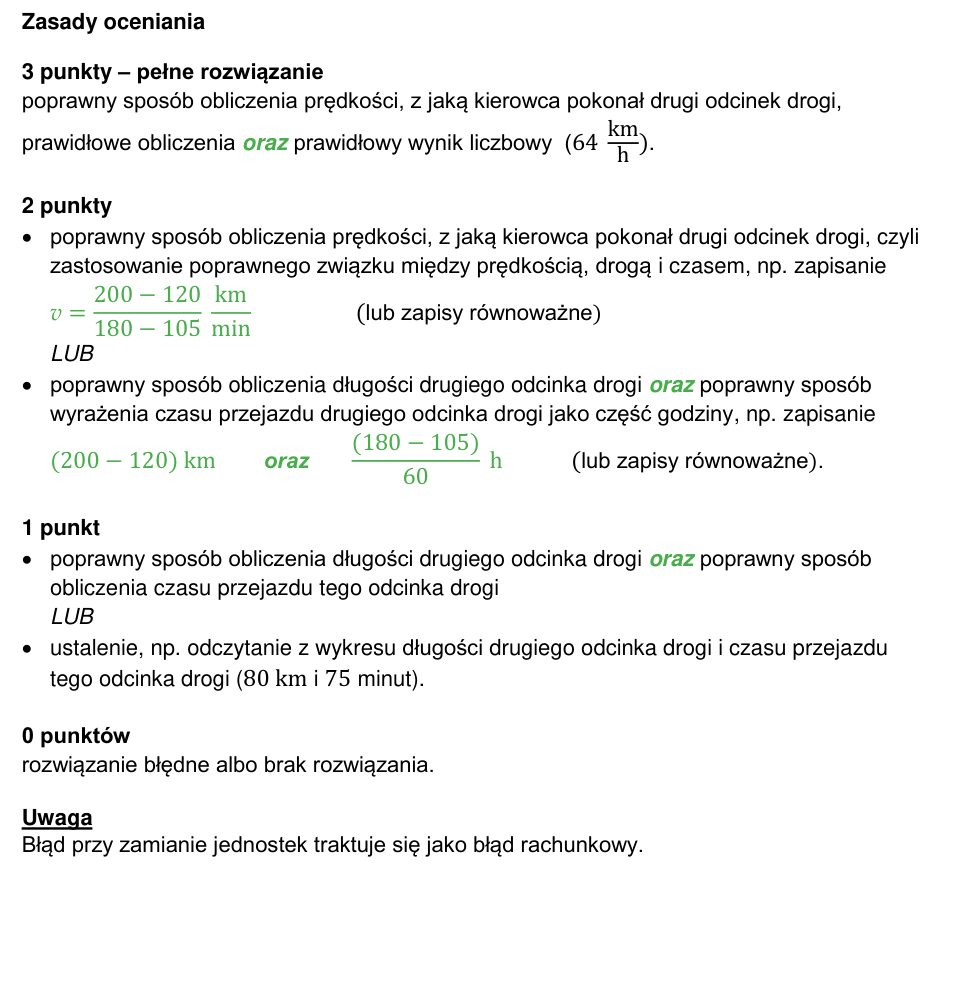 Zasady oceniania
3 punkty – pełne rozwiązanie
poprawny sposób obliczenia prędkości, z jaką kierowca pokonał drugi odcinek drogi,
prawidłowe obliczenia oraz prawidłowy wynik liczbowy (64 km/h).
2 punkty
• poprawny sposób obliczenia prędkości, z jaką kierowca pokonał drugi odcinek drogi, czyli
zastosowanie poprawnego związku między prędkością, drogą i czasem, np. zapisanie
v = (200 − 120)/(180 − 105) km/min (lub zapisy równoważne)
LUB
• poprawny sposób obliczenia długości drugiego odcinka drogi oraz poprawny sposób
wyrażenia czasu przejazdu drugiego odcinka drogi jako część godziny, np. zapisanie
(200 − 120) km oraz (180 − 105)/60 h (lub zapisy równoważne).
1 punkt
• poprawny sposób obliczenia długości drugiego odcinka drogi oraz poprawny sposób
obliczenia czasu przejazdu tego odcinka drogi
LUB
• ustalenie, np. odczytanie z wykresu długości drugiego odcinka drogi i czasu przejazdu
tego odcinka drogi (80 km i 75 minut).
0 punktów
rozwiązanie błędne albo brak rozwiązania.
Uwaga
Błąd przy zamianie jednostek traktuje się jako błąd rachunkowy.